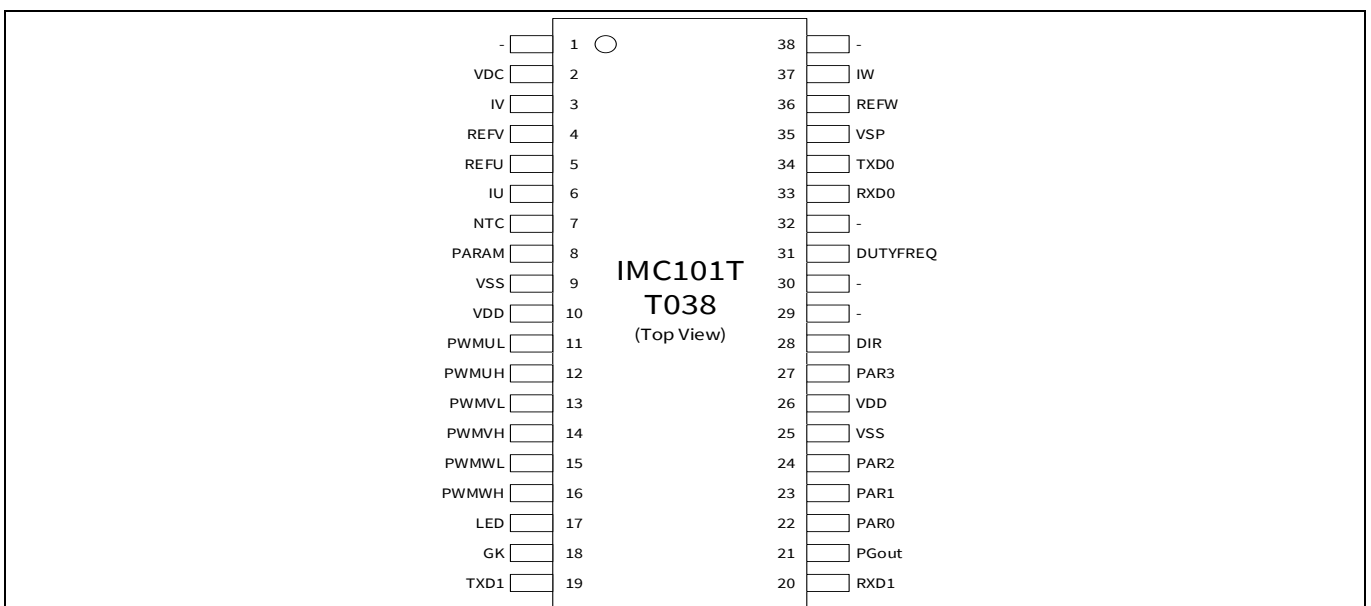 - 1 38 -
VDC 2 37 IW
IV 3 36 REFW
REFV 4 35 VSP
REFU 5 34 TXD0
IU 6 33 RXD0
NTC 7 32 -
PARAM 8 31 DUTYFREQ
VSS 9 30 -
VDD 10 29 -
PWMUL 11 28 DIR
PWMUH 12 27 PAR3
PWMVL 13 26 VDD
PWMVH 14 25 VSS
PWMWL 15 24 PAR2
PWMWH 16 23 PAR1
LED 17 22 PAR0
GK 18 21 PGout
TXD1 19 20 RXD1
IMC101T
T038
(Top View)